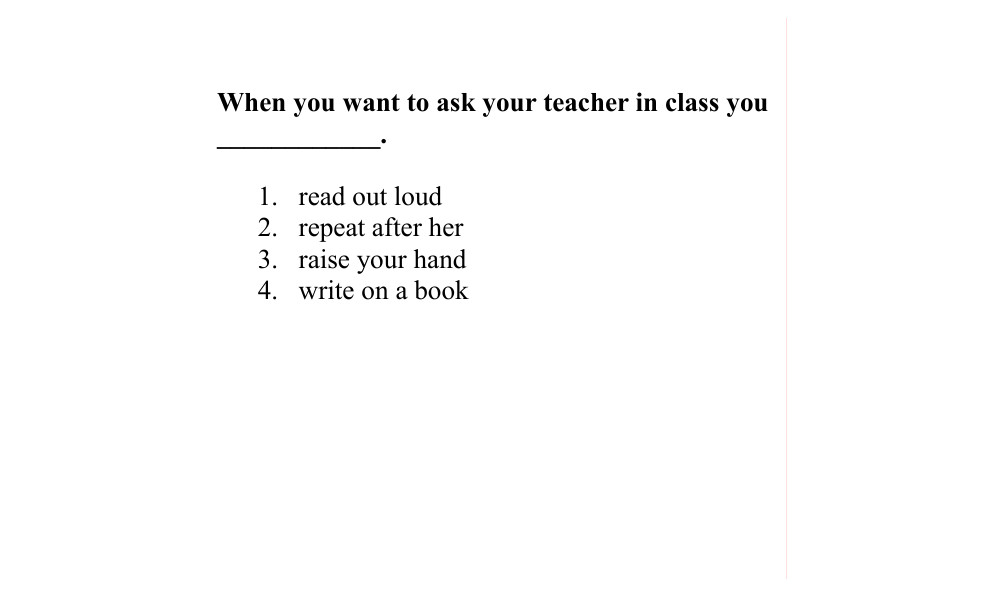 When you want to ask your teacher in class you
____________.
1. read out loud
2. repeat after her
3. raise your hand
4. write on a book